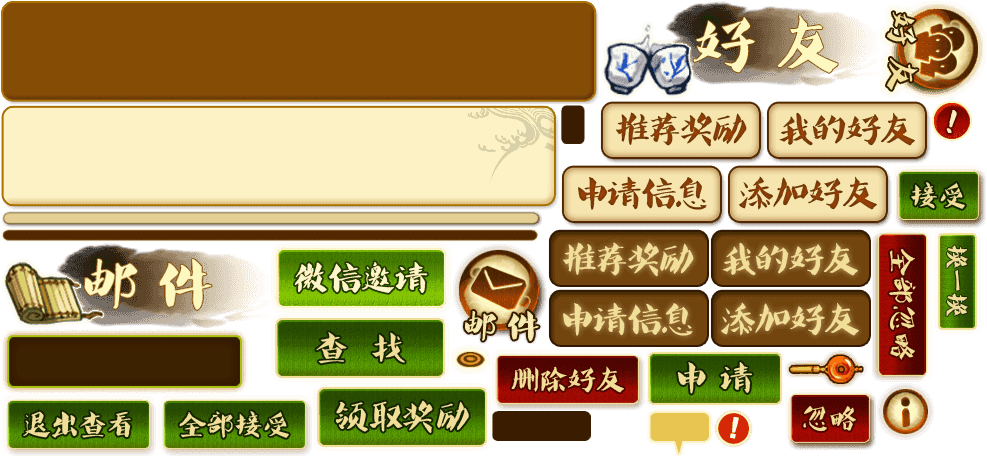 好友
好友
推荐奖励
我的好友
!
申请信息
添加好友
接受
邮件
微信邀请
邮件
推荐奖励
我的好友
全部忽略
换一换
查找
申请信息
添加好友
删除好友
申请
退出查看
全部接受
领取奖励
!
忽略
i